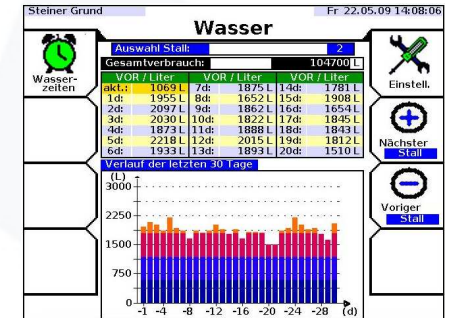 Steiner Grund Fr 22.05.09 14:08:06
Wasser
Auswahl Stall: 2
Gesamtverbrauch: 104700 L
Wasser-
zeiten
Einstell.
VOR / Liter VOR / Liter VOR / Liter
akt.: 1069 L 7d: 1875 L 14d: 1781 L
1d: 1955 L 8d: 1652 L 15d: 1908 L
2d: 2097 L 9d: 1862 L 16d: 1654 L
3d: 2030 L 10d: 1822 L 17d: 1845 L
4d: 1873 L 11d: 1888 L 18d: 1843 L
5d: 2218 L 12d: 2015 L 19d: 1812 L
6d: 1933 L 13d: 1893 L 20d: 1510 L
Nächster
Stall
Verlauf der letzten 30 Tage
(L)
3000
2250
1500
750
0
-1 -4 -8 -12 -16 -20 -24 -28 (d)
Voriger
Stall